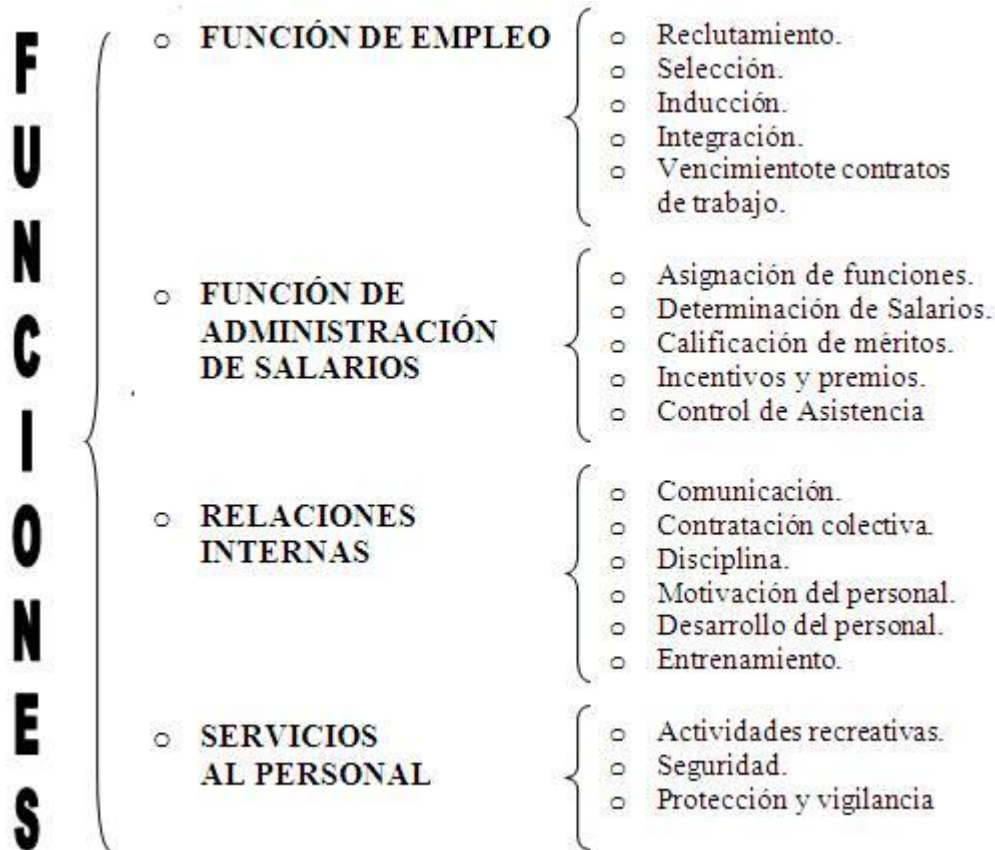 FUNCIONES
FUNCIÓN DE EMPLEO
Reclutamiento.
Selección.
Inducción.
Integración.
Vencimientote contratos
de trabajo.
FUNCIÓN DE
ADMINISTRACIÓN
DE SALARIOS
Asignación de funciones.
Determinación de Salarios.
Calificación de méritos.
Incentivos y premios.
Control de Asistencia
RELACIONES
INTERNAS
Comunicación.
Contratación colectiva.
Disciplina.
Motivación del personal.
Desarrollo del personal.
Entrenamiento.
SERVICIOS
AL PERSONAL
Actividades recreativas.
Seguridad.
Protección y vigilancia